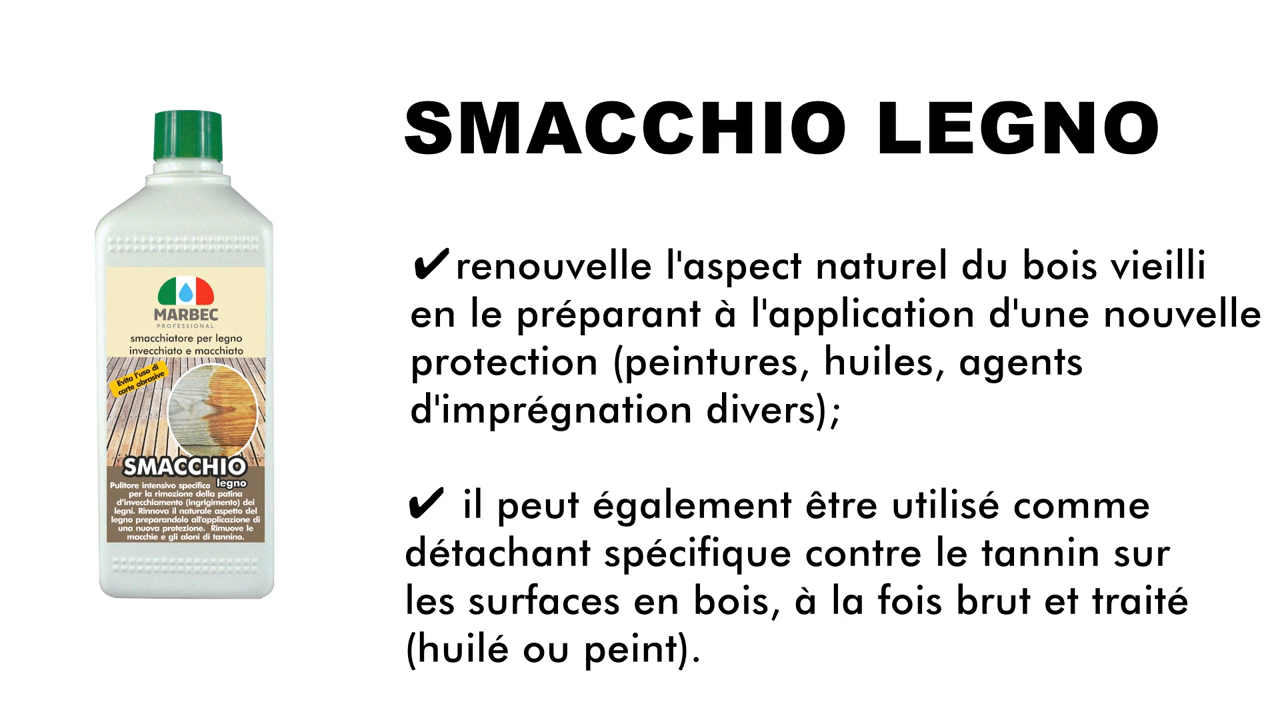 SMACCHIO LEGNO
✔renouvelle l'aspect naturel du bois vieilli
en le préparant à l'application d'une nouvelle
protection (peintures, huiles, agents
d'imprégnation divers);
✔ il peut également être utilisé comme
détachant spécifique contre le tannin sur
les surfaces en bois, à la fois brut et traité
(huilé ou peint).
MARBEC
PROFESSIONAL
smacchiatore per legno
invecchiato e macchiato
Evita l'uso di
carte abrasive
SMACCHIO
legno
Pulitore intensivo specifico
per la rimozione della patina
d'invecchiamento (ingrigimento) dei
legni. Rinnova il naturale aspetto del
legno preparandolo all'applicazione di
una nuova protezione. Rimuove le
macchie e gli aloni di tannino.